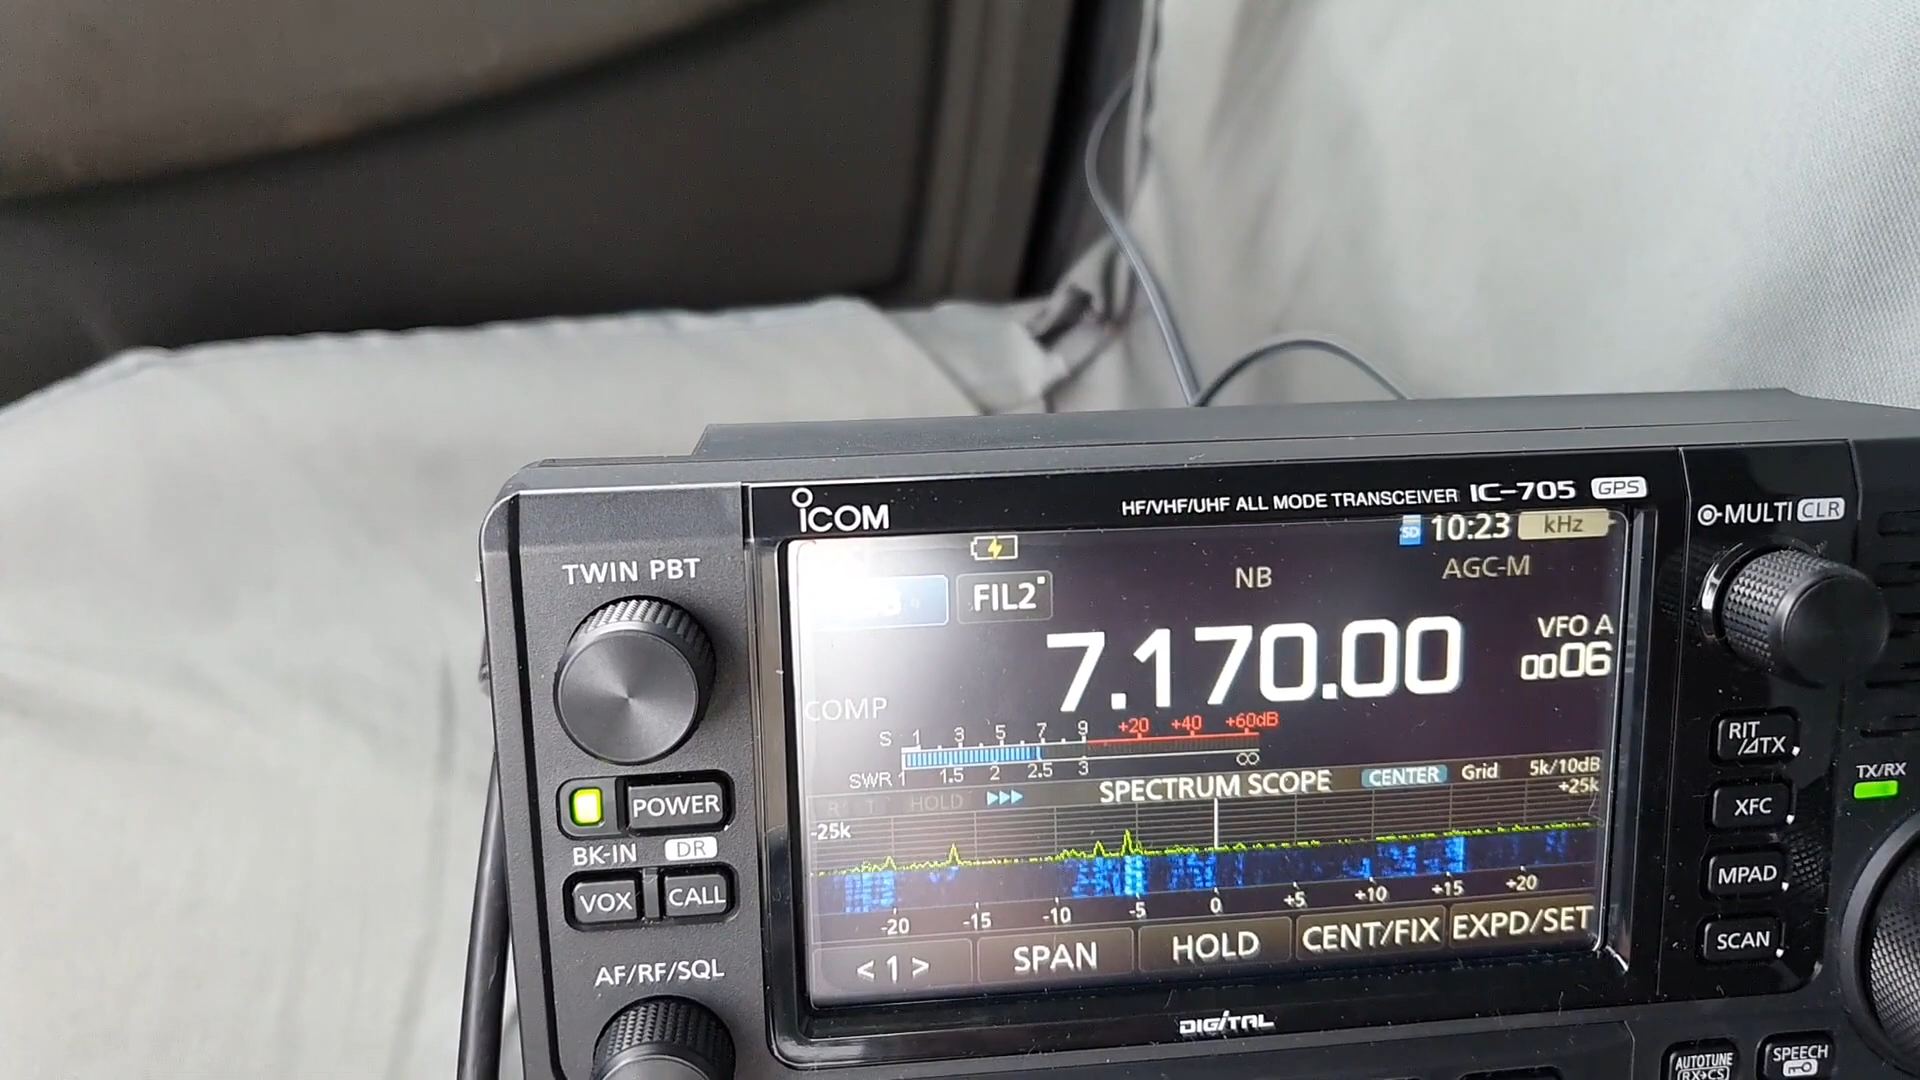 ICOM
HF/VHF/UHF ALL MODE TRANSCEIVER IC-705 GPS
MULTI CLR
TWIN PBT
SD 10:23 kHz
FIL2
NB
AGC-M
7.170.00
VFO A
0006
COMP
S 1 3 5 7 9 +20 +40 +60dB
SWR 1 1.5 2 2.5 3 ∞
HOLD
SPECTRUM SCOPE CENTER Grid 5k/10dB
-25k
+25k
-20 -15 -10 -5 0 +5 +10 +15 +20
< 1 > SPAN HOLD CENT/FIX EXPD/SET
DIGITAL
POWER
BK-IN DR
VOX CALL
AF/RF/SQL
RIT
/⊿TX
TX/RX
XFC
MPAD
SCAN
AUTOTUNE
RX→CS
SPEECH